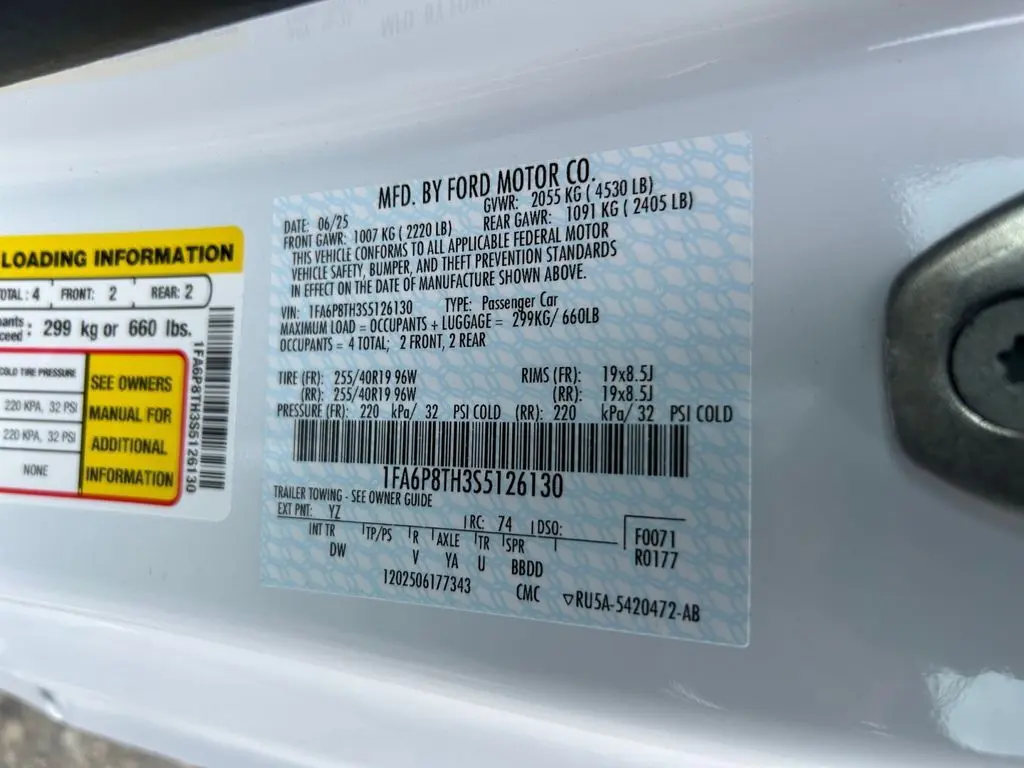 LOADING INFORMATION
OTAL : 4 FRONT: 2 REAR: 2
299 kg or 660 lbs.
COLD TIRE PRESSURE
220 KPA, 32 PSI
220 KPA, 32 PSI
NONE
SEE OWNERS
MANUAL FOR
ADDITIONAL
INFORMATION
1FA6P8TH3S5126130
MFD. BY FORD MOTOR CO.
DATE: 06/25 GVWR: 2055 KG ( 4530 LB)
FRONT GAWR: 1007 KG ( 2220 LB) REAR GAWR: 1091 KG ( 2405 LB)
THIS VEHICLE CONFORMS TO ALL APPLICABLE FEDERAL MOTOR
VEHICLE SAFETY, BUMPER, AND THEFT PREVENTION STANDARDS
IN EFFECT ON THE DATE OF MANUFACTURE SHOWN ABOVE.
VIN: 1FA6P8TH3S5126130 TYPE: Passenger Car
MAXIMUM LOAD = OCCUPANTS + LUGGAGE = 299KG/ 660LB
OCCUPANTS = 4 TOTAL; 2 FRONT, 2 REAR
TIRE (FR): 255/40R19 96W RIMS (FR): 19x8.5J
(RR): 255/40R19 96W (RR): 19x8.5J
PRESSURE (FR): 220 kPa/ 32 PSI COLD (RR): 220 kPa/ 32 PSI COLD
1FA6P8TH3S5126130
TRAILER TOWING - SEE OWNER GUIDE
EXT PNT: YZ RC: 74 DSO:
INT TR TP/PS R AXLE TR SPR
DW V YA U BBDD
F0071
R0177
1202506177343 CMC ▽RU5A-5420472-AB